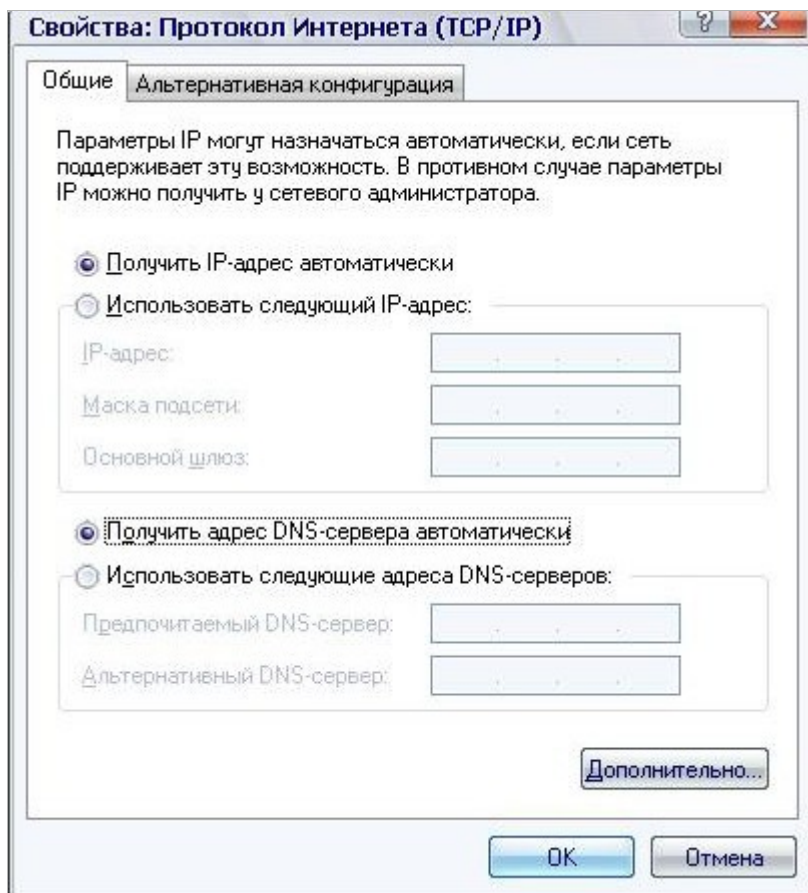 Свойства: Протокол Интернета (TCP/IP)
?
X
Общие
Альтернативная конфигурация
Параметры IP могут назначаться автоматически, если сеть
поддерживает эту возможность. В противном случае параметры
IP можно получить у сетевого администратора.
Получить IP-адрес автоматически
Использовать следующий IP-адрес:
IP-адрес:
Маска подсети:
Основной шлюз:
Получить адрес DNS-сервера автоматически
Использовать следующие адреса DNS-серверов:
Предпочитаемый DNS-сервер:
Альтернативный DNS-сервер:
Дополнительно...
OK
Отмена